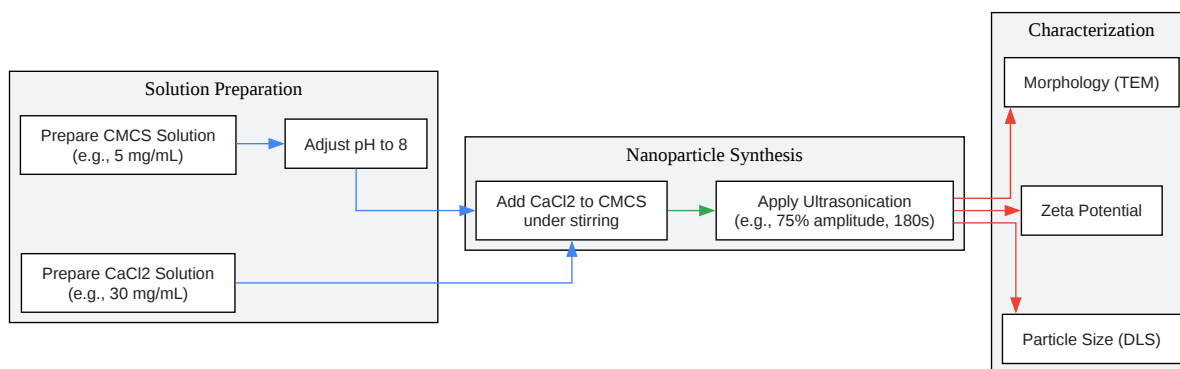 Solution Preparation
Prepare CMCS Solution
(e.g., 5 mg/mL)
Adjust pH to 8
Prepare CaCl2 Solution
(e.g., 30 mg/mL)
Nanoparticle Synthesis
Add CaCl2 to CMCS
under stirring
Apply Ultrasonication
(e.g., 75% amplitude, 180s)
Characterization
Morphology (TEM)
Zeta Potential
Particle Size (DLS)